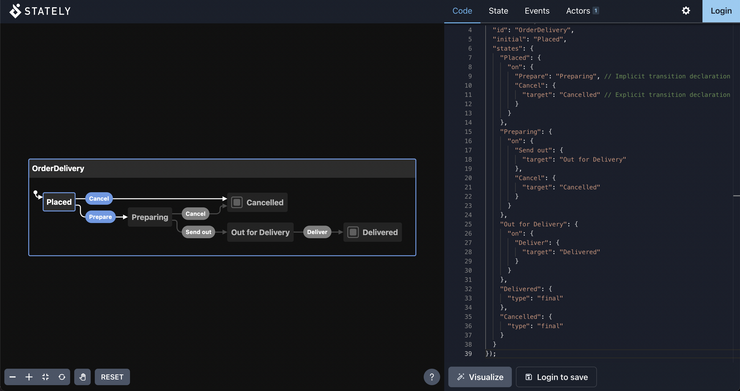 STATELY
Code State Events Actors 1 Login
OrderDelivery
Placed
Cancel
Prepare
Preparing
Cancel
Send out
Cancelled
Out for Delivery
Deliver
Delivered
RESET
?
4 "id": "OrderDelivery",
5 "initial": "Placed",
6 "states": {
7 "Placed": {
8 "on": {
9 "Prepare": "Preparing", // Implicit transition declaration
10 "Cancel": {
11 "target": "Cancelled" // Explicit transition declaration
12 }
13 }
14 },
15 "Preparing": {
16 "on": {
17 "Send out": {
18 "target": "Out for Delivery"
19 },
20 "Cancel": {
21 "target": "Cancelled"
22 }
23 }
24 },
25 "Out for Delivery": {
26 "on": {
27 "Deliver": {
28 "target": "Delivered"
29 }
30 }
31 },
32 "Delivered": {
33 "type": "final"
34 },
35 "Cancelled": {
36 "type": "final"
37 }
38 }
39 });
Visualize Login to save